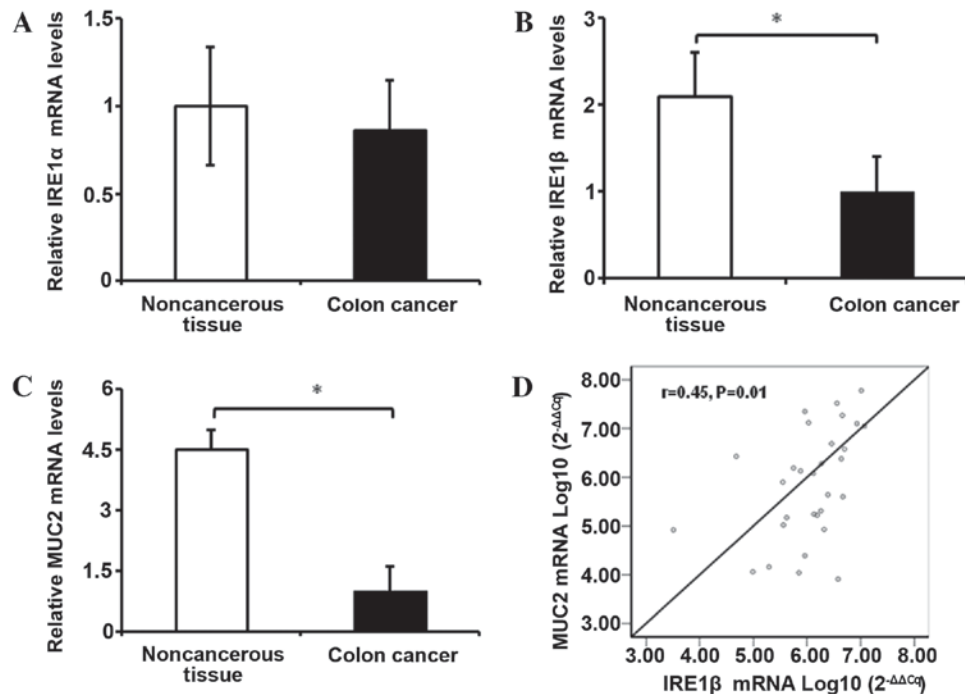 A
Relative IRE1α mRNA levels
1.5
1
0.5
0
Noncancerous tissue
Colon cancer
B
Relative IRE1β mRNA levels
3
2
1
0
*
Noncancerous tissue
Colon cancer
C
Relative MUC2 mRNA levels
6
4.5
1.5
0
*
Noncancerous tissue
Colon cancer
D
MUC2 mRNA Log10 (2-ΔΔCq)
8.00
7.00
6.00
5.00
4.00
3.00
r=0.45, P=0.01
3.00 4.00 5.00 6.00 7.00 8.00
IRE1β mRNA Log10 (2-ΔΔCq)